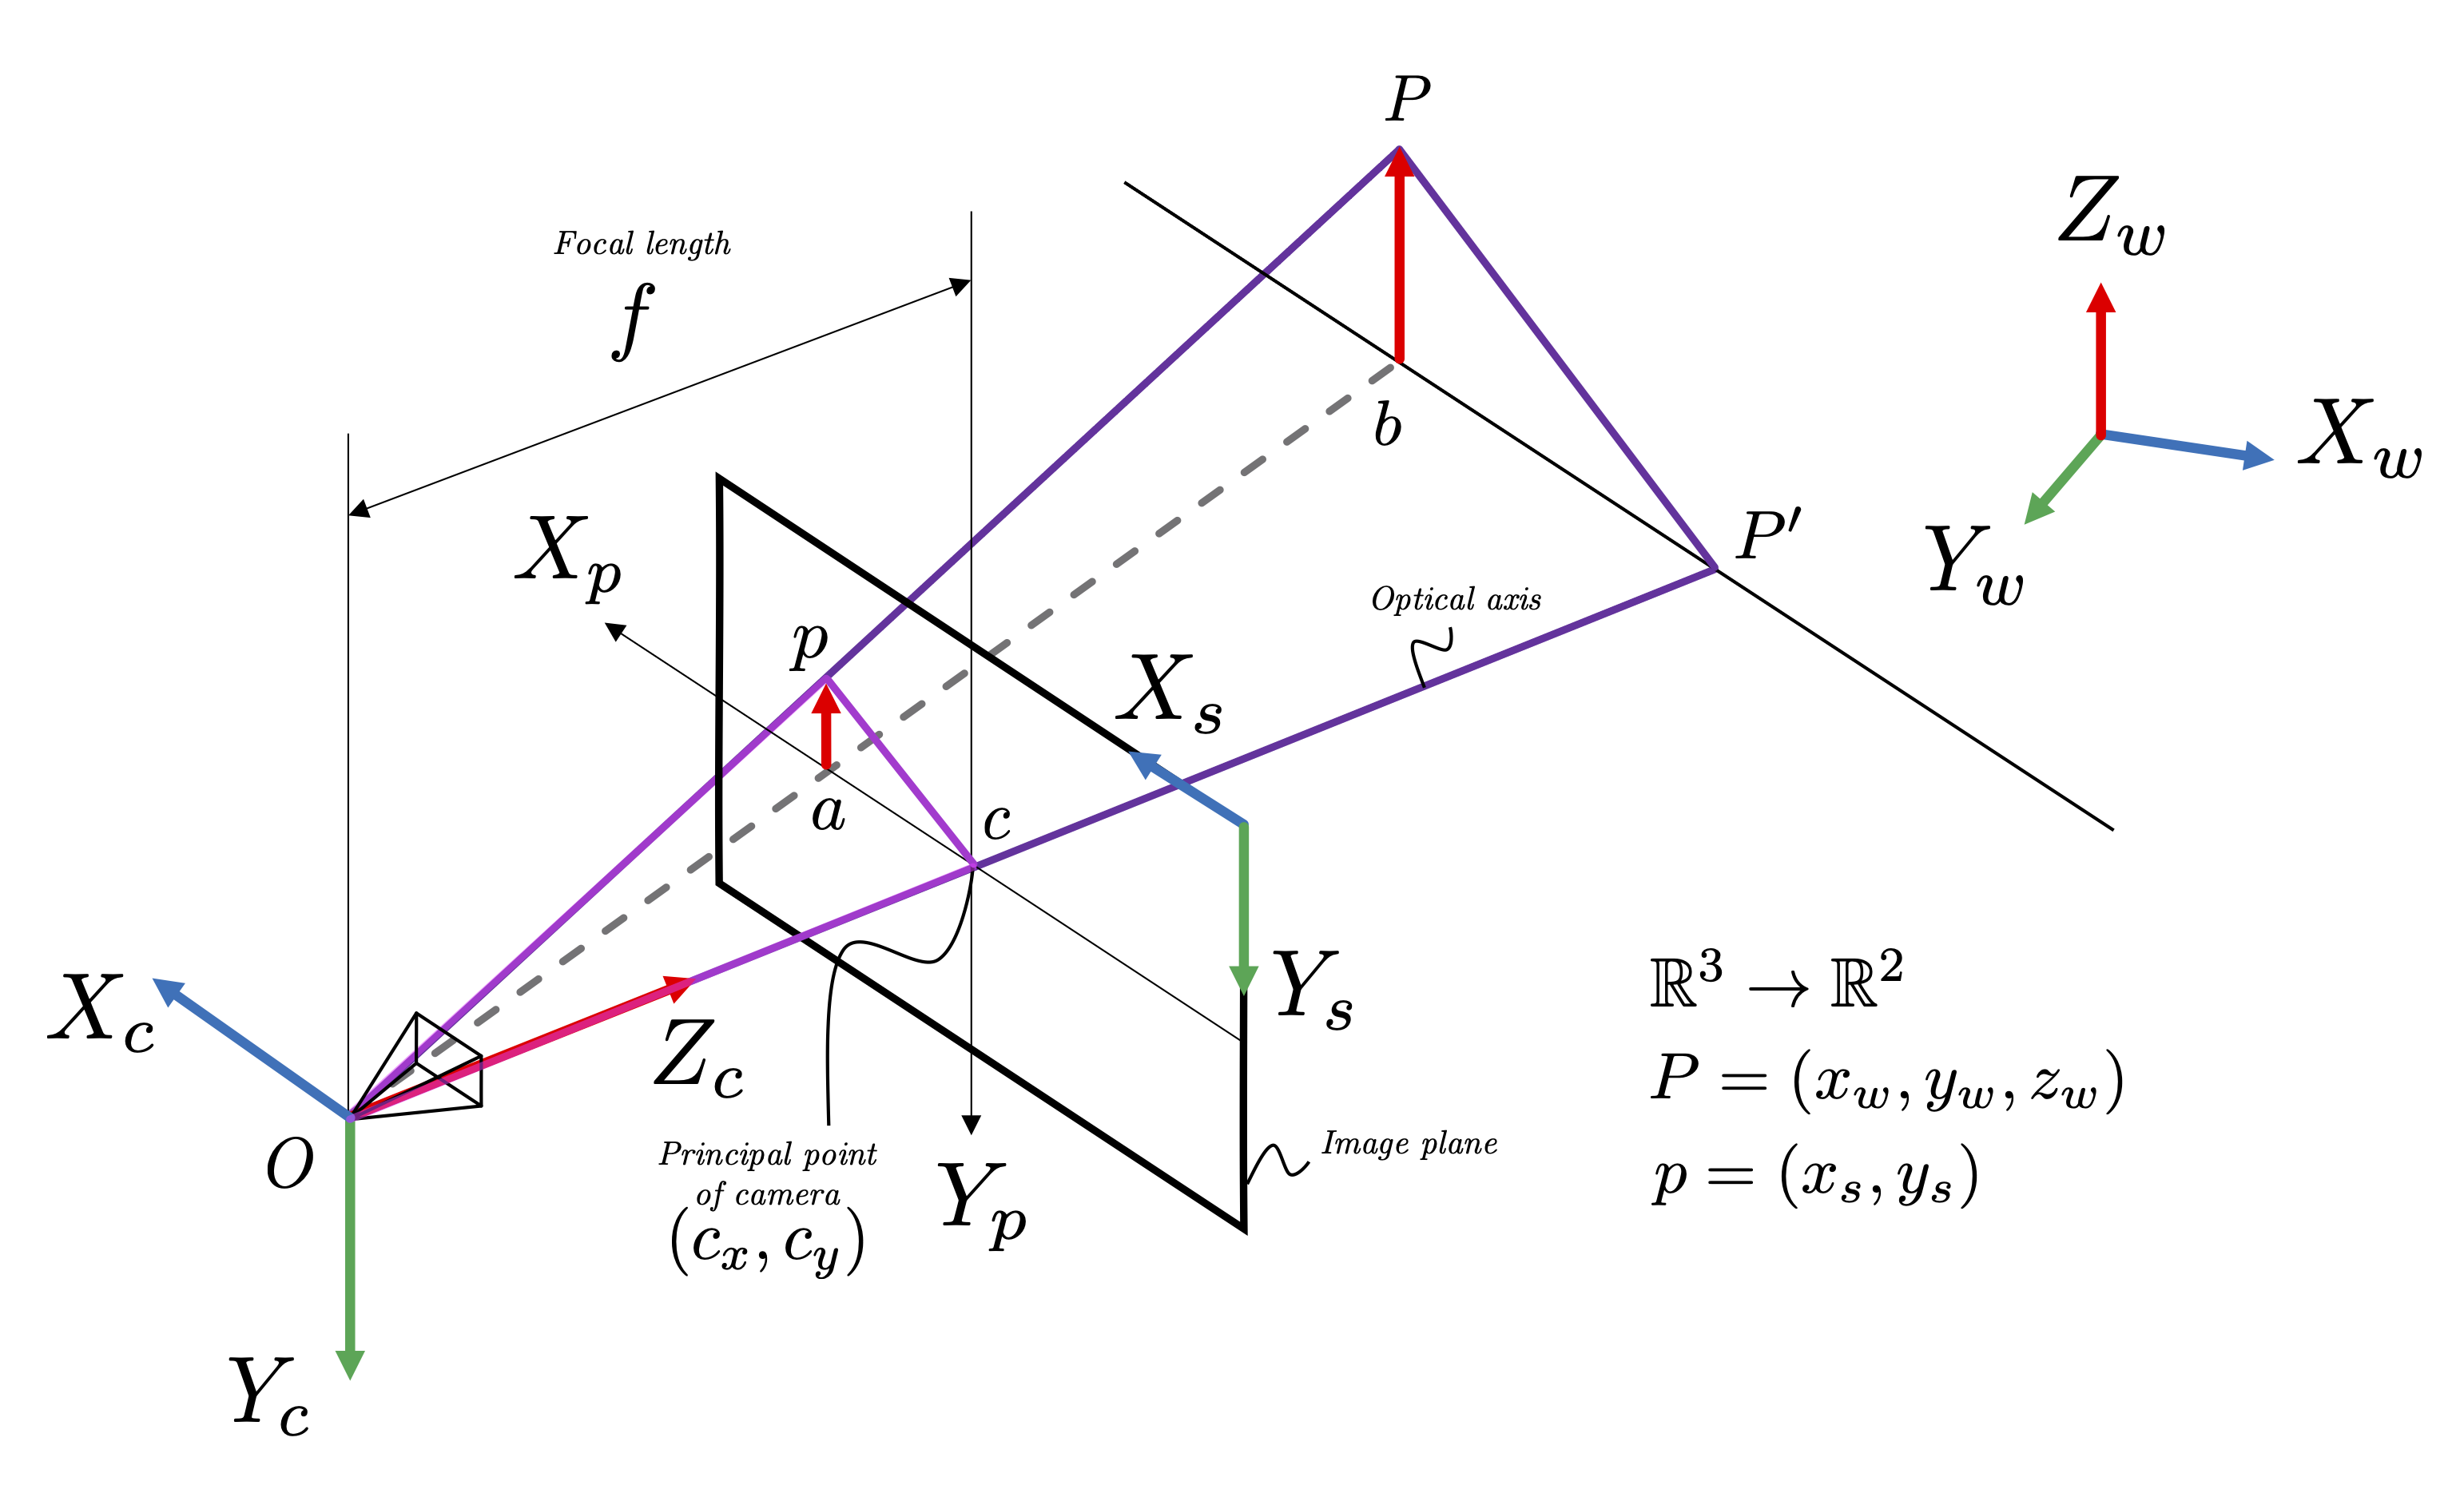 P
Z_w
Focal length
f
X_w
b
X_p
P′
Y_w
Optical axis
p
X_s
a
c
X_c
Z_c
Y_s
ℝ³ → ℝ²
P = (x_w, y_w, z_w)
O
Principal point
of camera
(c_x, c_y)
Y_p
Image plane
p = (x_s, y_s)
Y_c